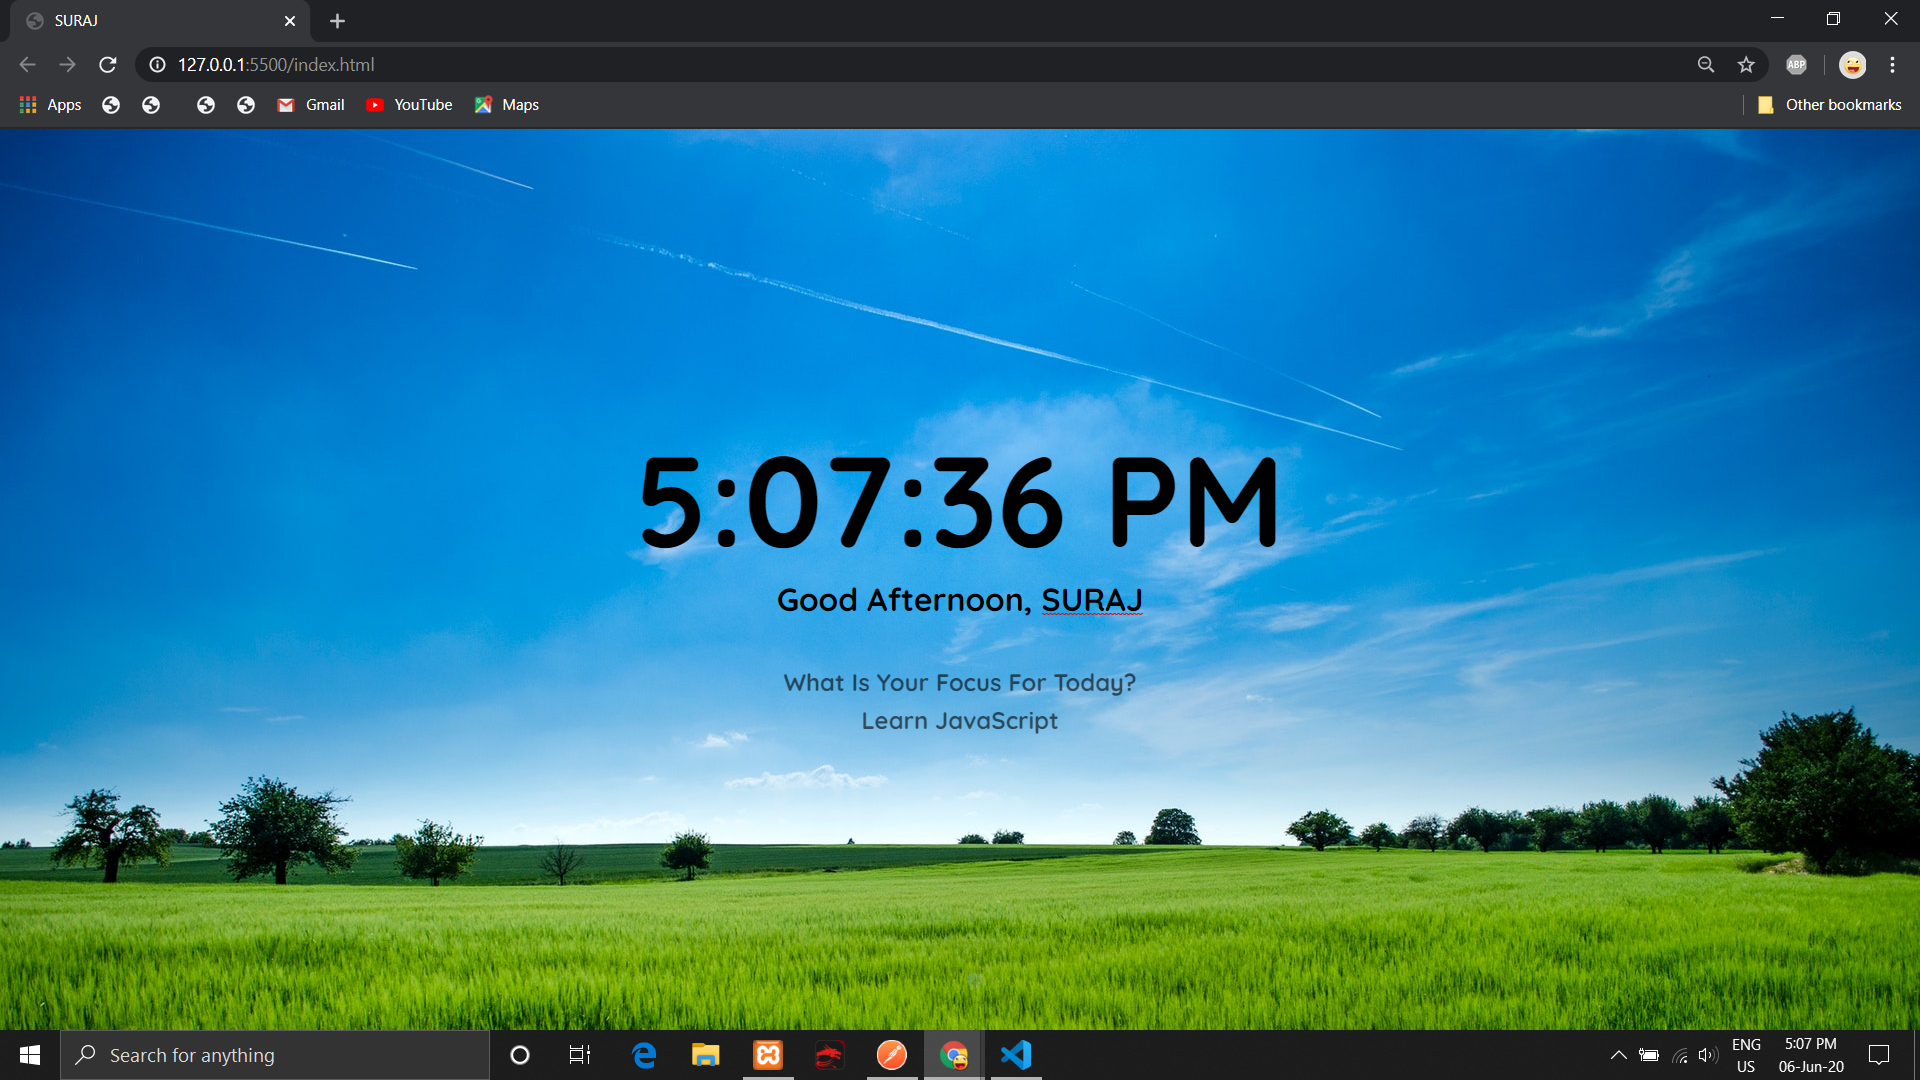 SURAJ
127.0.0.1:5500/index.html
ABP
Apps
Gmail
YouTube
Maps
Other bookmarks
5:07:36 PM
Good Afternoon, SURAJ
What Is Your Focus For Today?
Learn JavaScript
Search for anything
ENG
US
5:07 PM
06-Jun-20